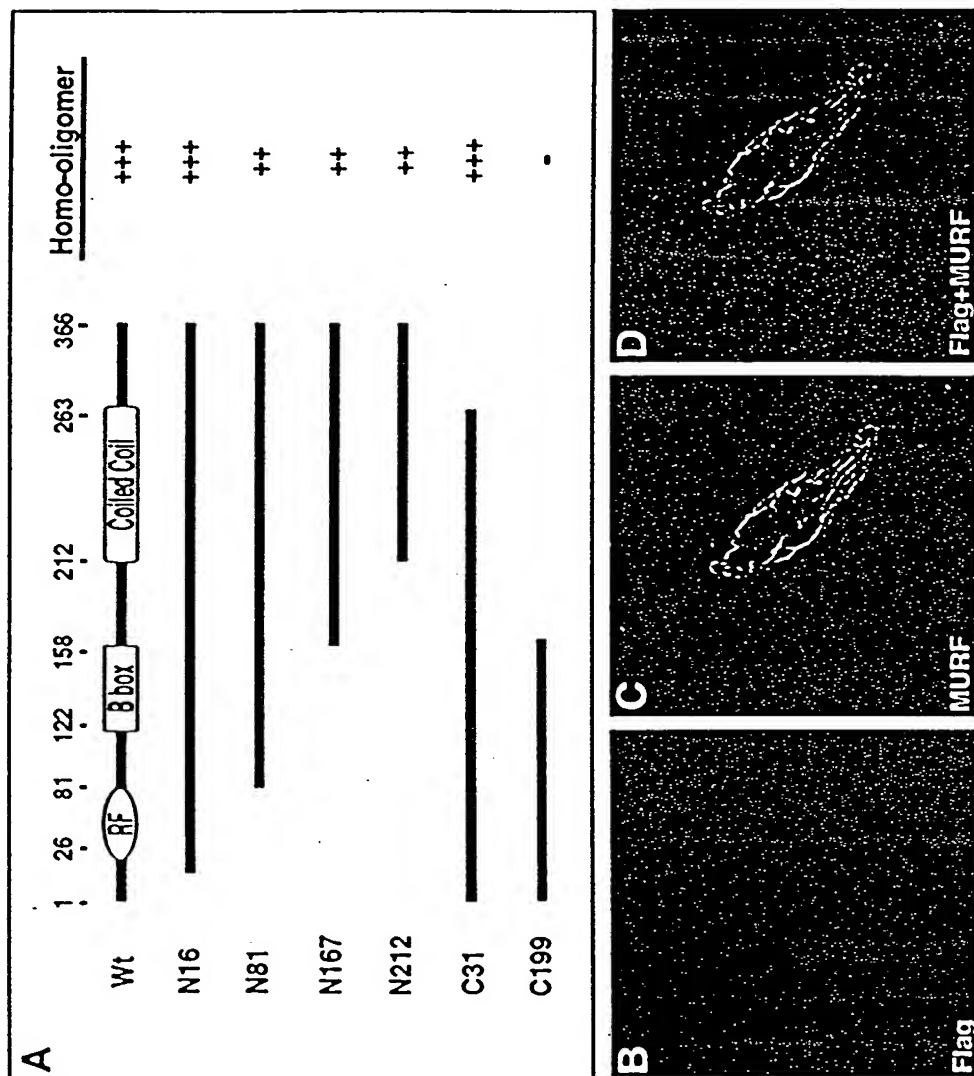 A
Homo-oligomer
1 26 81 122 158 212 263 366
Wt RF B box Coiled Coil +++
N16 +++
N81 ++
N167 ++
N212 ++
C31 +++
C199 -
B
Flag
C
MURF
D
Flag+MURF